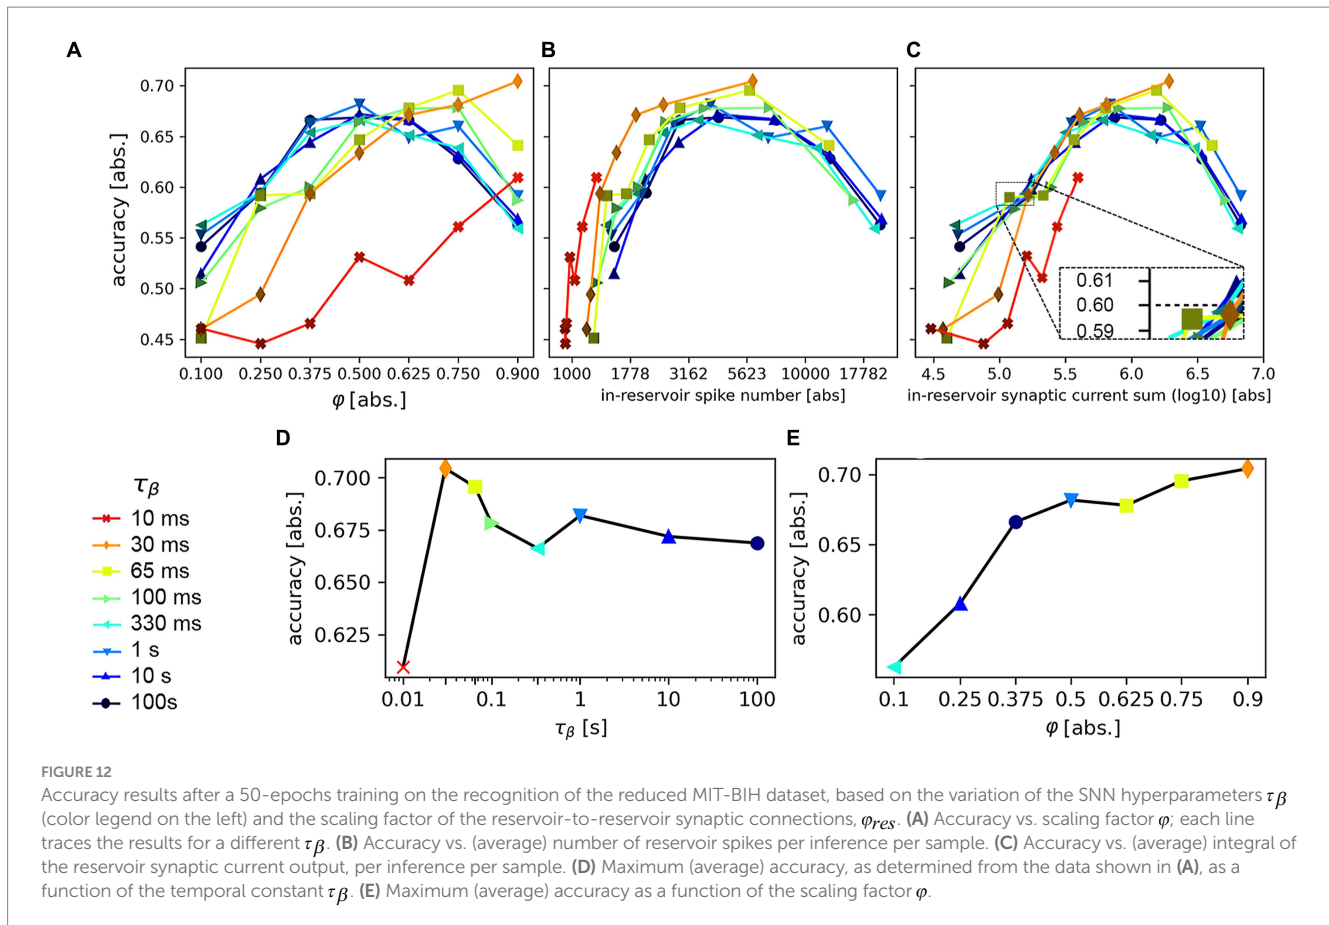 A
B
C
accuracy [abs.]
0.70
0.65
0.60
0.55
0.50
0.45
0.100 0.250 0.375 0.500 0.625 0.750 0.900
φ [abs.]
1000 1778 3162 5623 10000 17782
in-reservoir spike number [abs]
0.61
0.60
0.59
4.5 5.0 5.5 6.0 6.5 7.0
in-reservoir synaptic current sum (log10) [abs]
τβ
10 ms
30 ms
65 ms
100 ms
330 ms
1 s
10 s
100s
D
accuracy [abs.]
0.700
0.675
0.650
0.625
0.01 0.1 1 10 100
τβ [s]
E
accuracy [abs.]
0.70
0.65
0.60
0.1 0.25 0.375 0.5 0.625 0.75 0.9
φ [abs.]
FIGURE 12
Accuracy results after a 50-epochs training on the recognition of the reduced MIT-BIH dataset, based on the variation of the SNN hyperparameters τβ
(color legend on the left) and the scaling factor of the reservoir-to-reservoir synaptic connections, φres. (A) Accuracy vs. scaling factor φ; each line
traces the results for a different τβ. (B) Accuracy vs. (average) number of reservoir spikes per inference per sample. (C) Accuracy vs. (average) integral of
the reservoir synaptic current output, per inference per sample. (D) Maximum (average) accuracy, as determined from the data shown in (A), as a
function of the temporal constant τβ. (E) Maximum (average) accuracy as a function of the scaling factor φ.